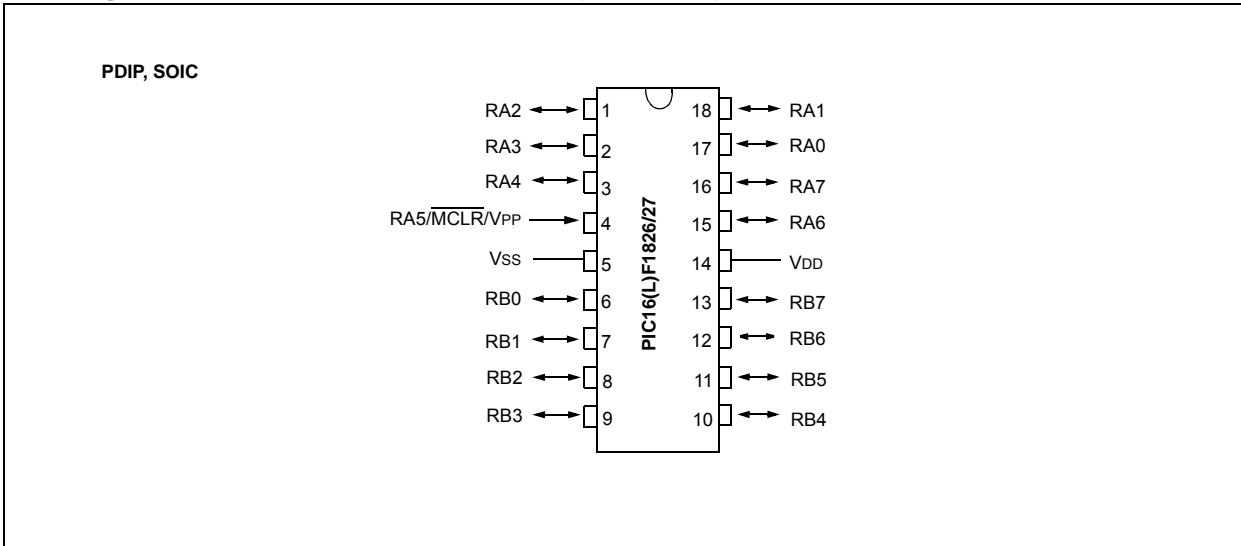 PDIP, SOIC
RA2 1 18 RA1
RA3 2 17 RA0
RA4 3 16 RA7
RA5/MCLR/VPP 4 15 RA6
VSS 5 14 VDD
RB0 6 13 RB7
RB1 7 12 RB6
RB2 8 11 RB5
RB3 9 10 RB4
PIC16(L)F1826/27